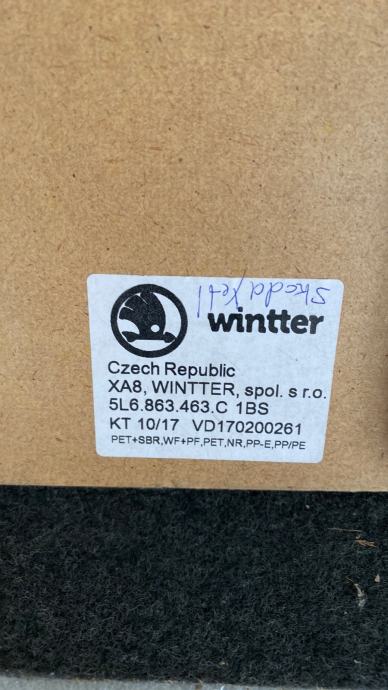 Skoda Yeti
wintter
Czech Republic
XA8, WINTTER, spol. s r.o.
5L6.863.463.C 1BS
KT 10/17 VD170200261
PET+SBR,WF+PF,PET,NR,PP-E,PP/PE